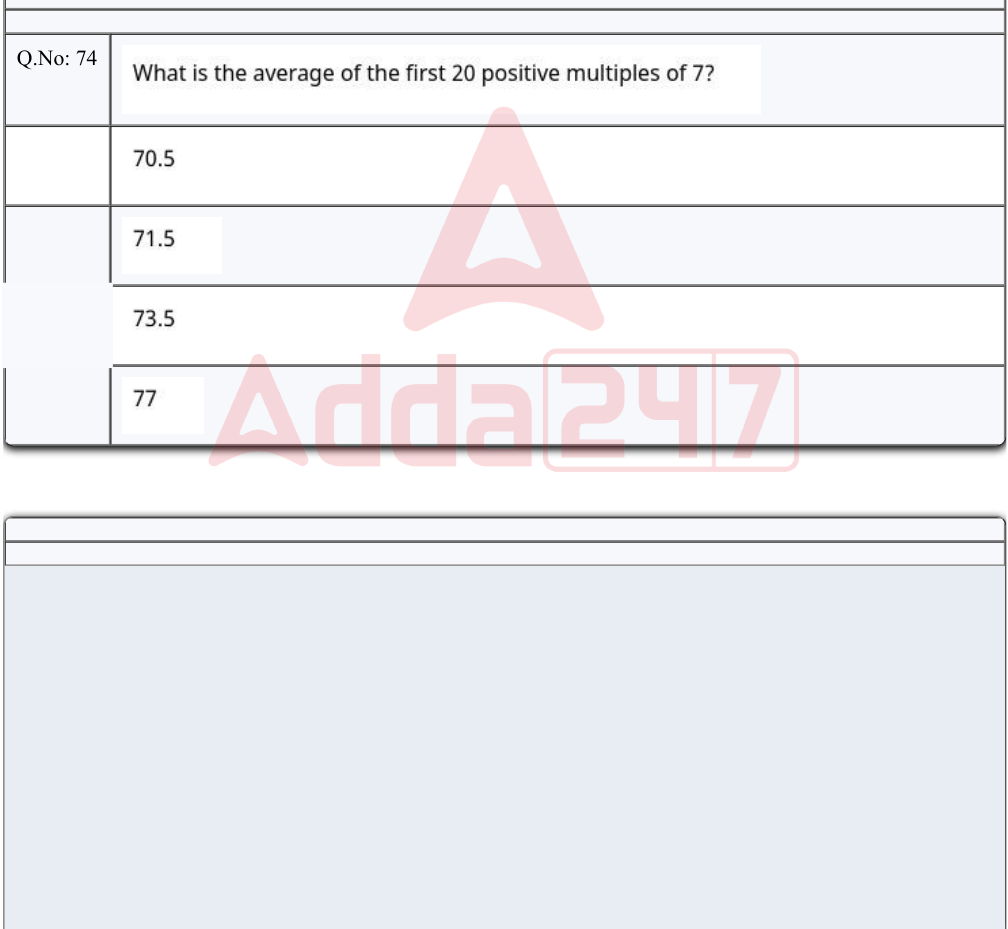 Q.No: 74
What is the average of the first 20 positive multiples of 7?
70.5
71.5
73.5
77
Adda247